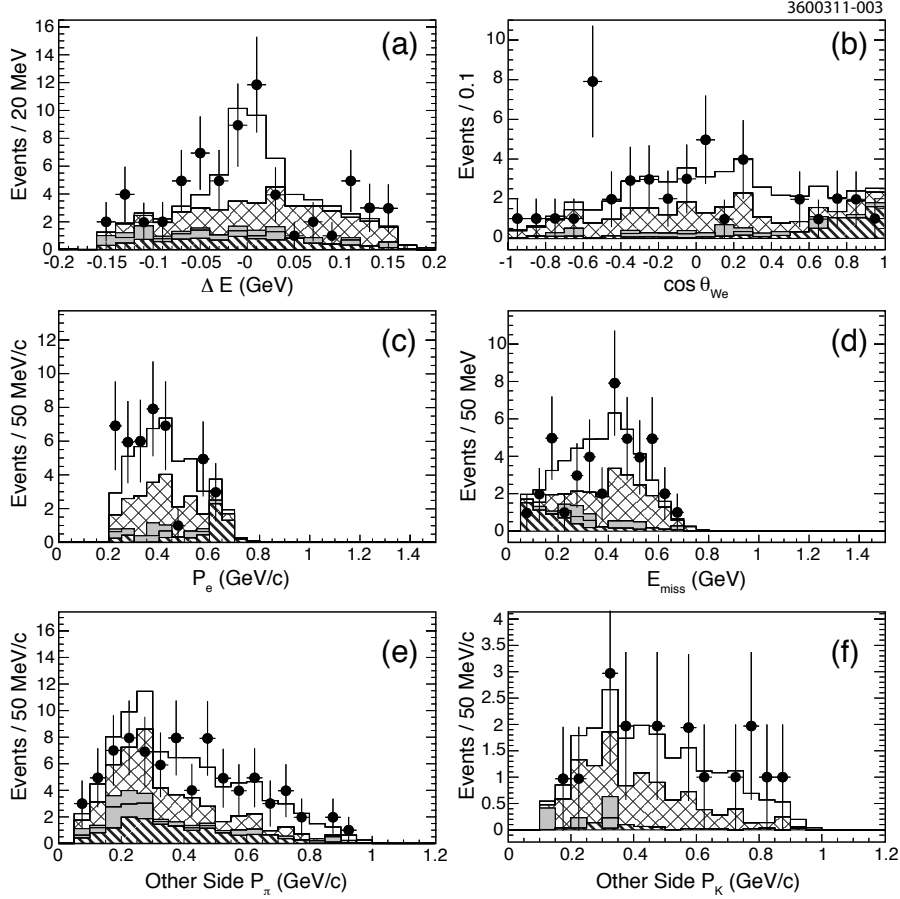 3600311-003
(a)
Events / 20 MeV
16
14
12
10
8
6
4
2
0
-0.2 -0.15 -0.1 -0.05 -0 0.05 0.1 0.15 0.2
Δ E (GeV)
(b)
Events / 0.1
10
8
6
4
2
0
-1 -0.8 -0.6 -0.4 -0.2 0 0.2 0.4 0.6 0.8 1
cos θWe
(c)
Events / 50 MeV/c
12
10
8
6
4
2
0
0 0.2 0.4 0.6 0.8 1 1.2 1.4
Pe (GeV/c)
(d)
Events / 50 MeV
10
8
6
4
2
0
0 0.2 0.4 0.6 0.8 1 1.2 1.4
Emiss (GeV)
(e)
Events / 50 MeV/c
16
14
12
10
8
6
4
2
0
0 0.2 0.4 0.6 0.8 1 1.2
Other Side Pπ (GeV/c)
(f)
Events / 50 MeV/c
4
3.5
3
2.5
2
1.5
1
0.5
0
0 0.2 0.4 0.6 0.8 1 1.2
Other Side PK (GeV/c)